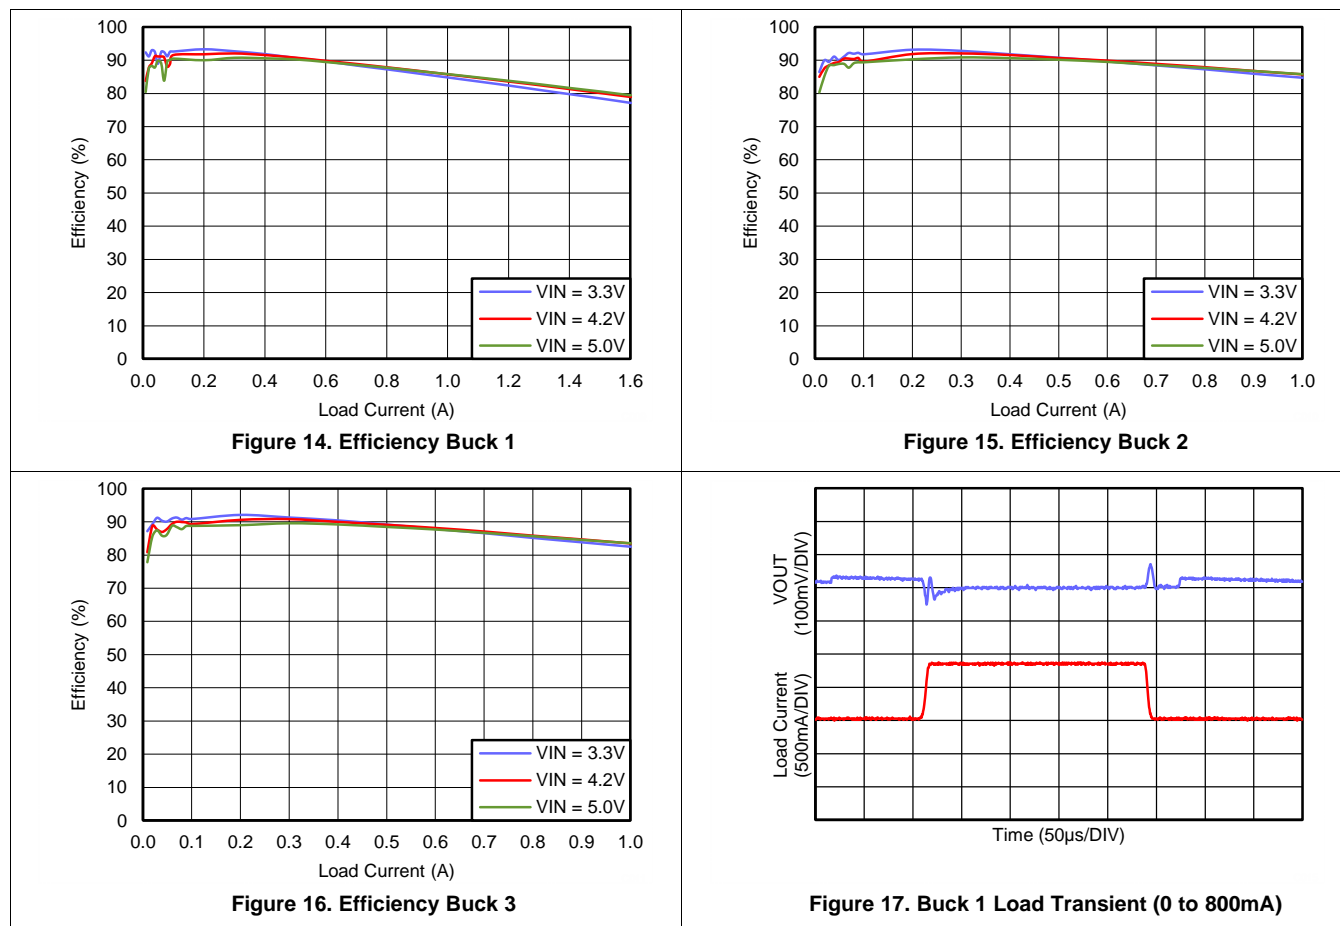 100
90
80
70
60
50
40
30
20
10
0
Efficiency (%)
VIN = 3.3V
VIN = 4.2V
VIN = 5.0V
0.0 0.2 0.4 0.6 0.8 1.0 1.2 1.4 1.6
Load Current (A)
Figure 14. Efficiency Buck 1
100
90
80
70
60
50
40
30
20
10
0
Efficiency (%)
VIN = 3.3V
VIN = 4.2V
VIN = 5.0V
0.0 0.1 0.2 0.3 0.4 0.5 0.6 0.7 0.8 0.9 1.0
Load Current (A)
Figure 15. Efficiency Buck 2
100
90
80
70
60
50
40
30
20
10
0
Efficiency (%)
VIN = 3.3V
VIN = 4.2V
VIN = 5.0V
0.0 0.1 0.2 0.3 0.4 0.5 0.6 0.7 0.8 0.9 1.0
Load Current (A)
Figure 16. Efficiency Buck 3
VOUT
(100mV/DIV)
Load Current
(500mA/DIV)
Time (50µs/DIV)
Figure 17. Buck 1 Load Transient (0 to 800mA)